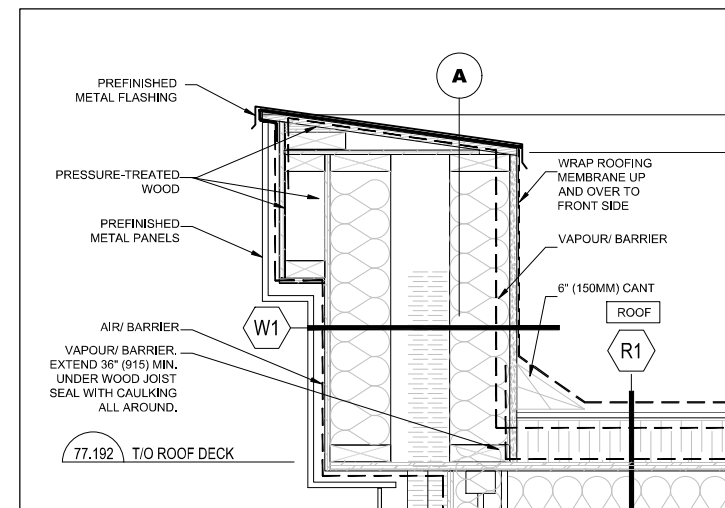 PREFINISHED
METAL FLASHING
A
PRESSURE-TREATED
WOOD
WRAP ROOFING
MEMBRANE UP
AND OVER TO
FRONT SIDE
PREFINISHED
METAL PANELS
VAPOUR/ BARRIER
6" (150MM) CANT
ROOF
R1
W1
AIR/ BARRIER
VAPOUR/ BARRIER.
EXTEND 36" (915) MIN.
UNDER WOOD JOIST
SEAL WITH CAULKING
ALL AROUND.
77.192 T/O ROOF DECK